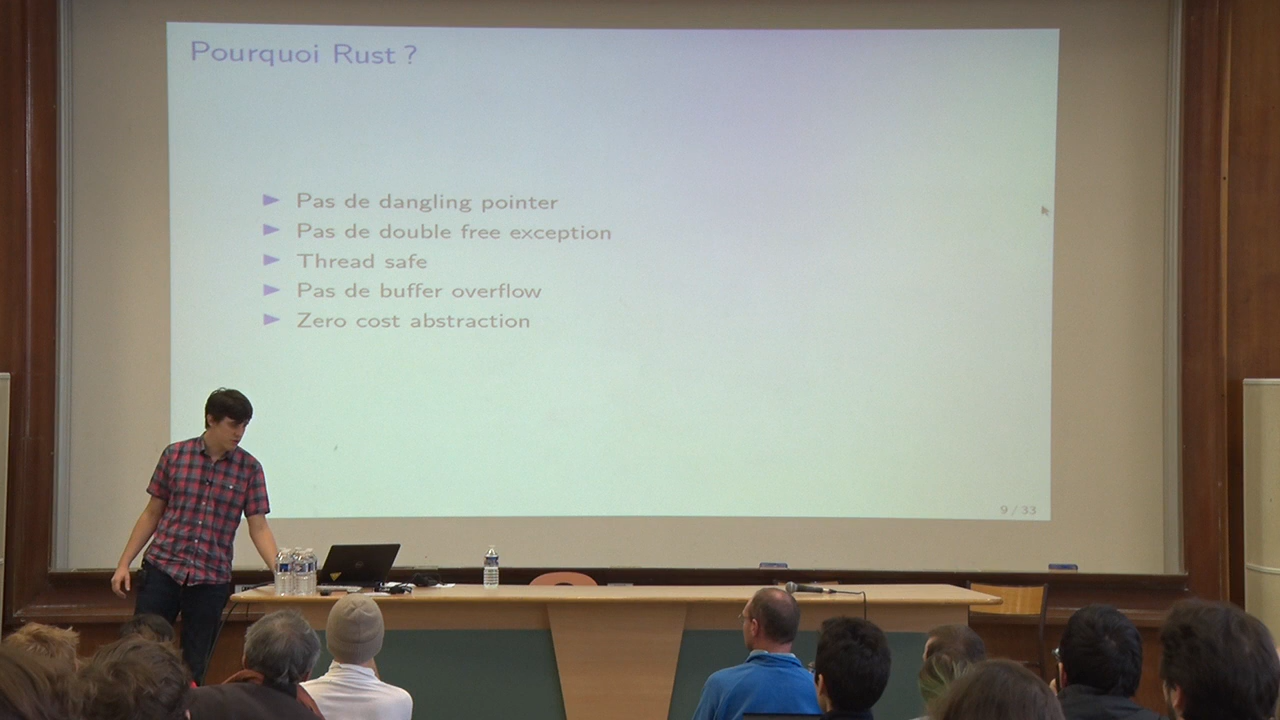 Pourquoi Rust ?
▶ Pas de dangling pointer
▶ Pas de double free exception
▶ Thread safe
▶ Pas de buffer overflow
▶ Zero cost abstraction
9 / 33